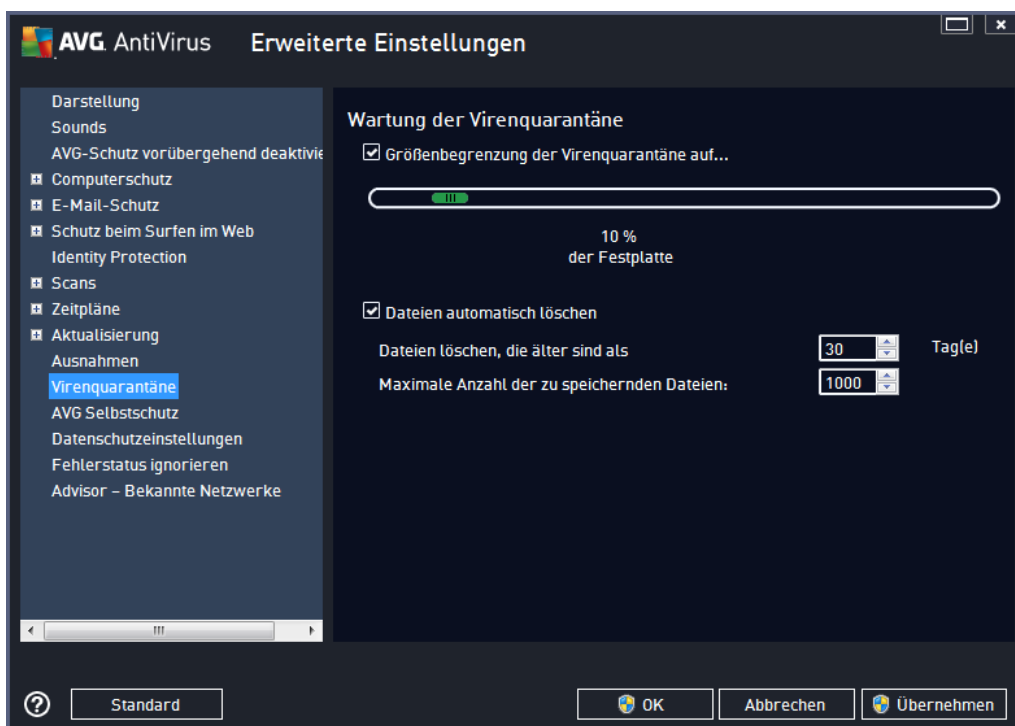 AVG. AntiVirus Erweiterte Einstellungen
Darstellung
Sounds
AVG-Schutz vorübergehend deaktivie
Computerschutz
E-Mail-Schutz
Schutz beim Surfen im Web
Identity Protection
Scans
Zeitpläne
Aktualisierung
Ausnahmen
Virenquarantäne
AVG Selbstschutz
Datenschutzeinstellungen
Fehlerstatus ignorieren
Advisor – Bekannte Netzwerke
Wartung der Virenquarantäne
Größenbegrenzung der Virenquarantäne auf...
10 %
der Festplatte
Dateien automatisch löschen
Dateien löschen, die älter sind als 30 Tag(e)
Maximale Anzahl der zu speichernden Dateien: 1000
? Standard OK Abbrechen Übernehmen